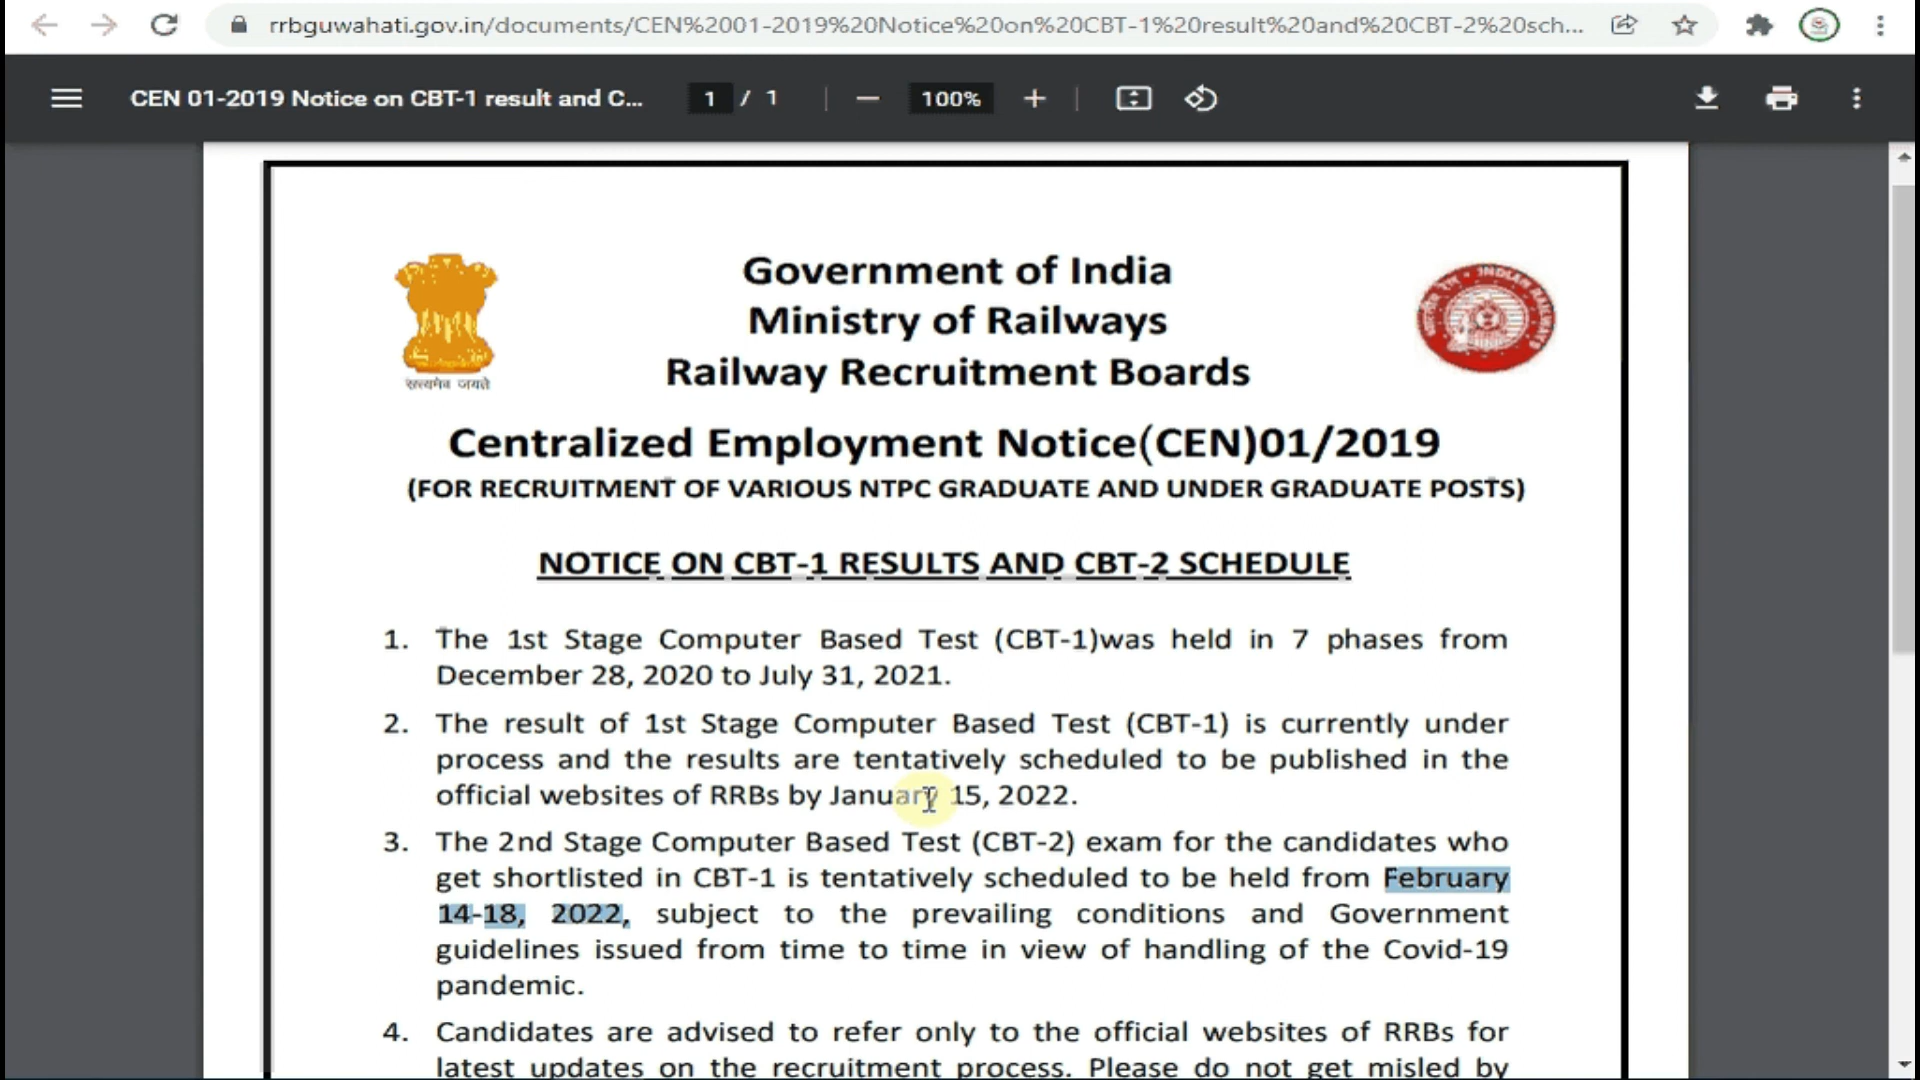 rrbguwahati.gov.in/documents/CEN%2001-2019%20Notice%20on%20CBT-1%20result%20and%20CBT-2%20sch...
CEN 01-2019 Notice on CBT-1 result and C...
1 / 1
100%
Government of India
Ministry of Railways
Railway Recruitment Boards
सत्यमेव जयते
INDIAN RAILWAYS
Centralized Employment Notice(CEN)01/2019
(FOR RECRUITMENT OF VARIOUS NTPC GRADUATE AND UNDER GRADUATE POSTS)
NOTICE ON CBT-1 RESULTS AND CBT-2 SCHEDULE
1. The 1st Stage Computer Based Test (CBT-1)was held in 7 phases from
December 28, 2020 to July 31, 2021.
2. The result of 1st Stage Computer Based Test (CBT-1) is currently under
process and the results are tentatively scheduled to be published in the
official websites of RRBs by January 15, 2022.
3. The 2nd Stage Computer Based Test (CBT-2) exam for the candidates who
get shortlisted in CBT-1 is tentatively scheduled to be held from February
14-18, 2022, subject to the prevailing conditions and Government
guidelines issued from time to time in view of handling of the Covid-19
pandemic.
4. Candidates are advised to refer only to the official websites of RRBs for
latest updates on the recruitment process. Please do not get misled by